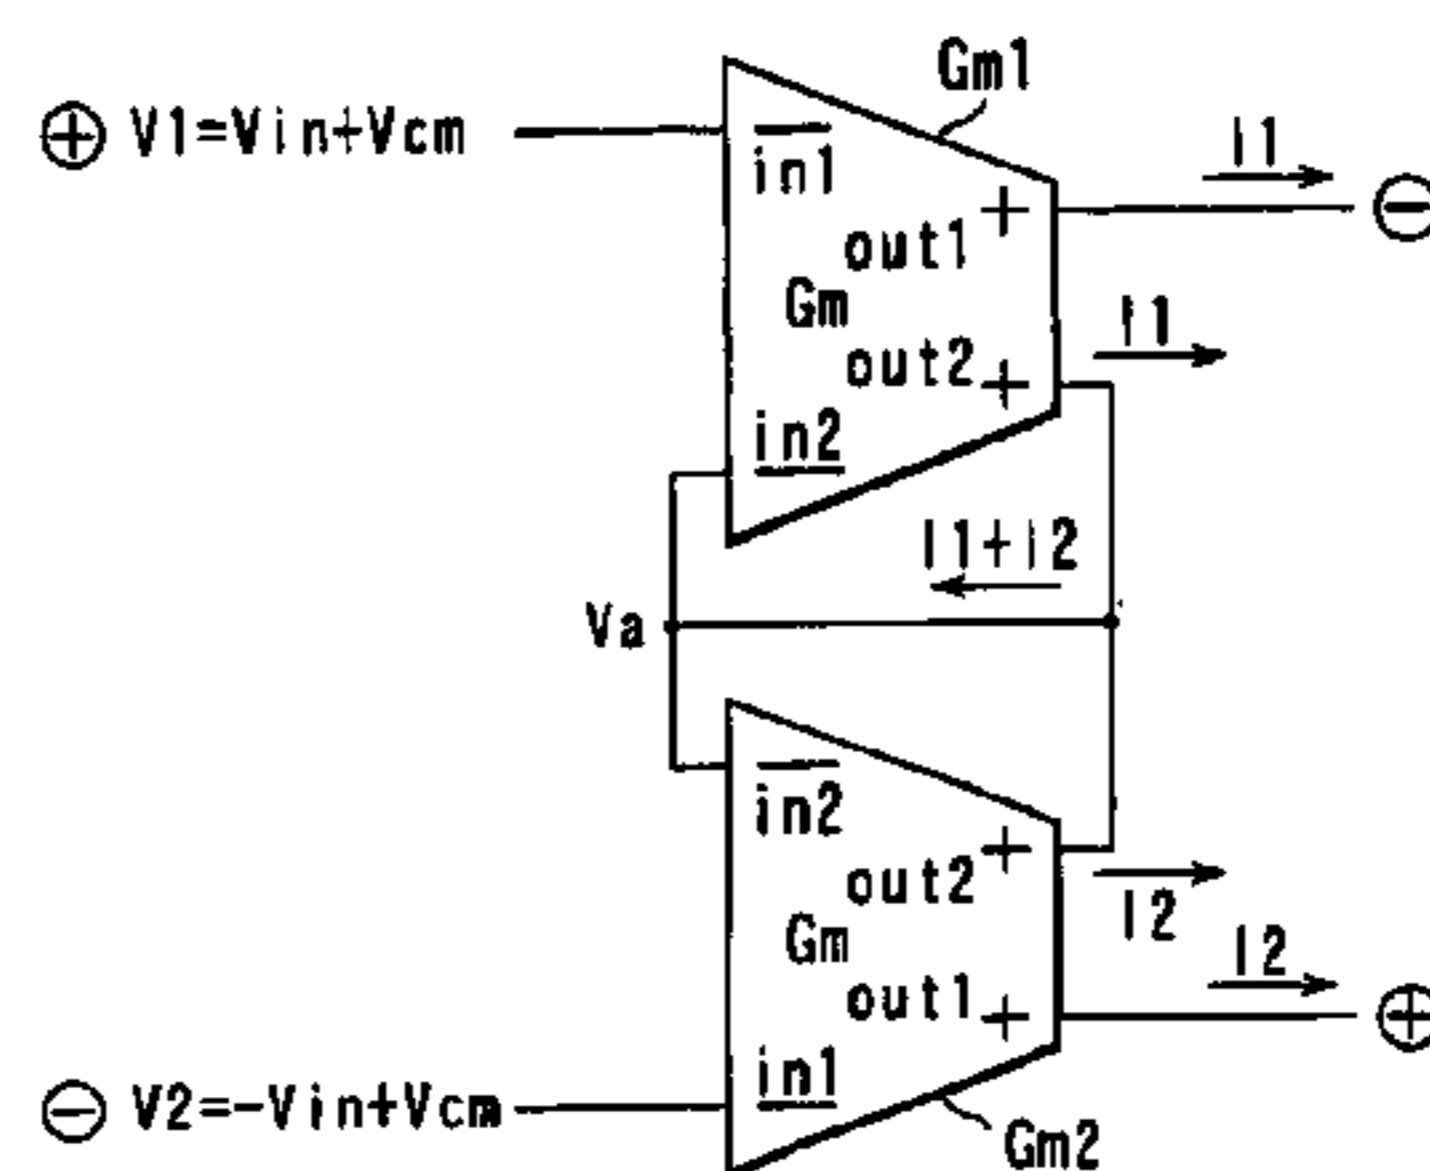 Gm1
⊕ V1=Vin+Vcm
in1
+
I1
⊖
out1
Gm
I1
out2
+
in2
I1+I2
Va
in2
+
out2
I2
Gm
I2
out1
+
⊕
in1
⊖ V2=-Vin+Vcm
Gm2